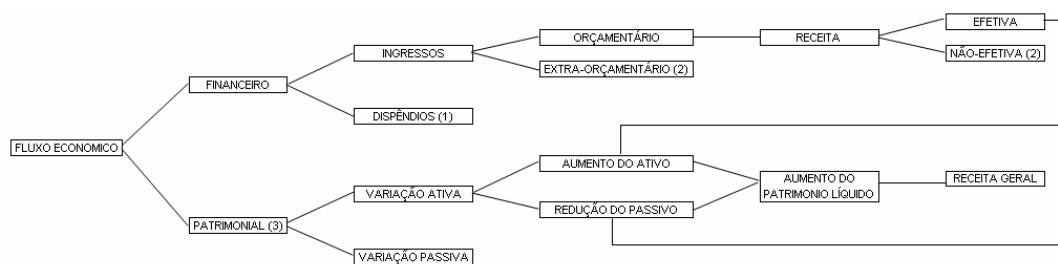 EFETIVA
ORÇAMENTÁRIO
RECEITA
INGRESSOS
NÃO-EFETIVA (2)
EXTRA-ORÇAMENTÁRIO (2)
FINANCEIRO
DISPÊNDIOS (1)
FLUXO ECONOMICO
AUMENTO DO ATIVO
AUMENTO DO
PATRIMONIO LÍQUIDO
RECEITA GERAL
VARIAÇÃO ATIVA
REDUÇÃO DO PASSIVO
PATRIMONIAL (3)
VARIAÇÃO PASSIVA